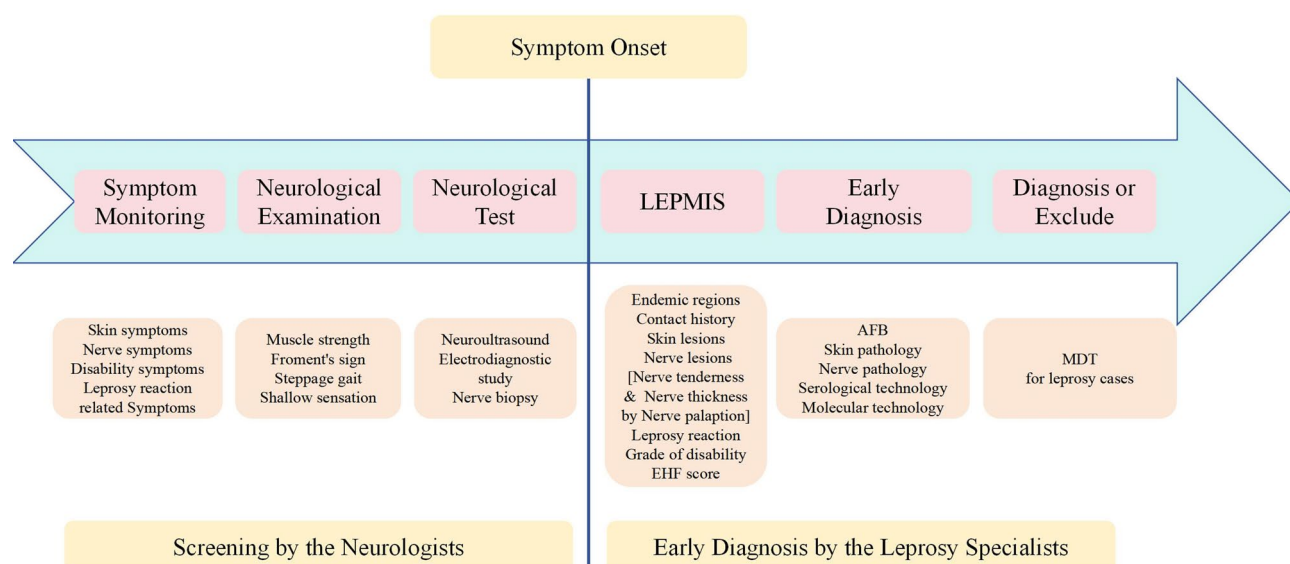 Symptom Onset
Symptom
Monitoring
Neurological
Examination
Neurological
Test
LEPMIS
Early
Diagnosis
Diagnosis or
Exclude
Skin symptoms
Nerve symptoms
Disability symptoms
Leprosy reaction
related Symptoms
Muscle strength
Froment's sign
Steppage gait
Shallow sensation
Neuroultrasound
Electrodiagnostic
study
Nerve biopsy
Endemic regions
Contact history
Skin lesions
Nerve lesions
[Nerve tenderness
& Nerve thickness
by Nerve palaption]
Leprosy reaction
Grade of disability
EHF score
AFB
Skin pathology
Nerve pathology
Serological technology
Molecular technology
MDT
for leprosy cases
Screening by the Neurologists
Early Diagnosis by the Leprosy Specialists